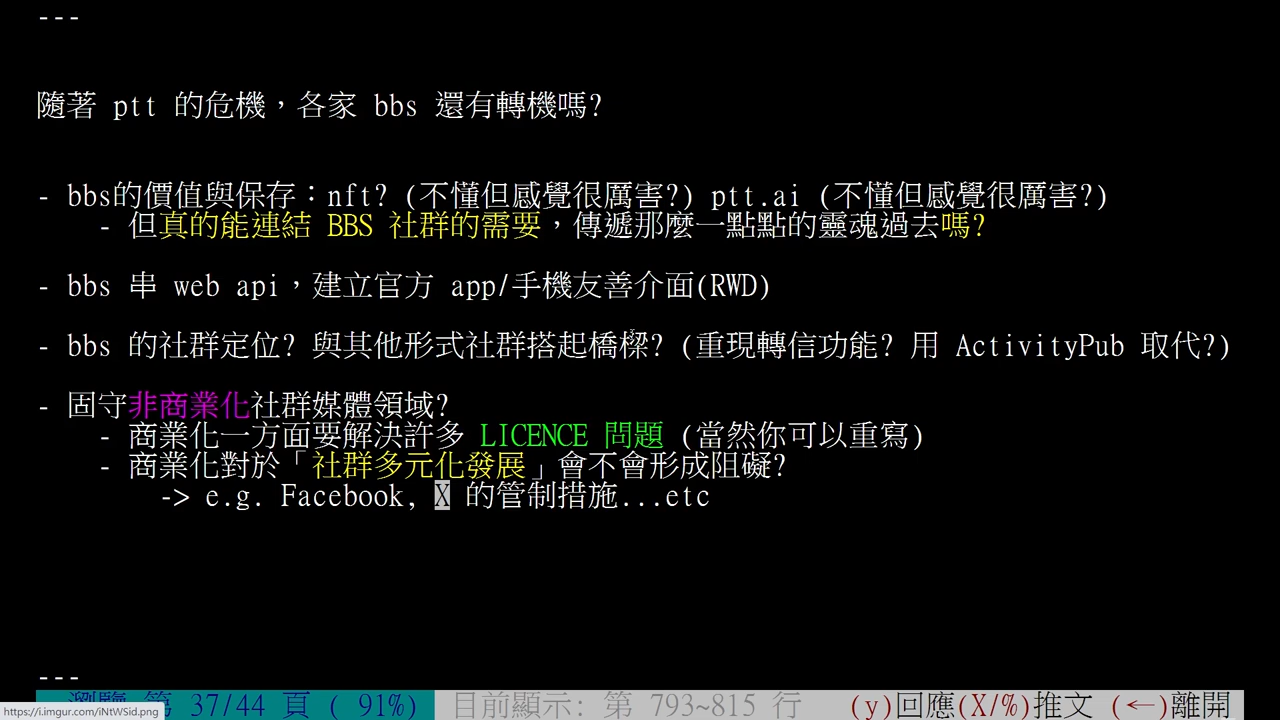 ---
隨著 ptt 的危機，各家 bbs 還有轉機嗎?
- bbs的價值與保存：nft? (不懂但感覺很厲害?) ptt.ai (不懂但感覺很厲害?)
- 但真的能連結 BBS 社群的需要，傳遞那麼一點點的靈魂過去嗎?
- bbs 串 web api，建立官方 app/手機友善介面(RWD)
- bbs 的社群定位? 與其他形式社群搭起橋樑? (重現轉信功能? 用 ActivityPub 取代?)
- 固守非商業化社群媒體領域?
- 商業化一方面要解決許多 LICENCE 問題 (當然你可以重寫)
- 商業化對於「社群多元化發展」會不會形成阻礙?
-> e.g. Facebook, X 的管制措施...etc
---
瀏覽 第 37/44 頁 ( 91%) 目前顯示: 第 793~815 行 (y)回應(X/%)推文 (←)離開
https://i.imgur.com/iNtWSid.png